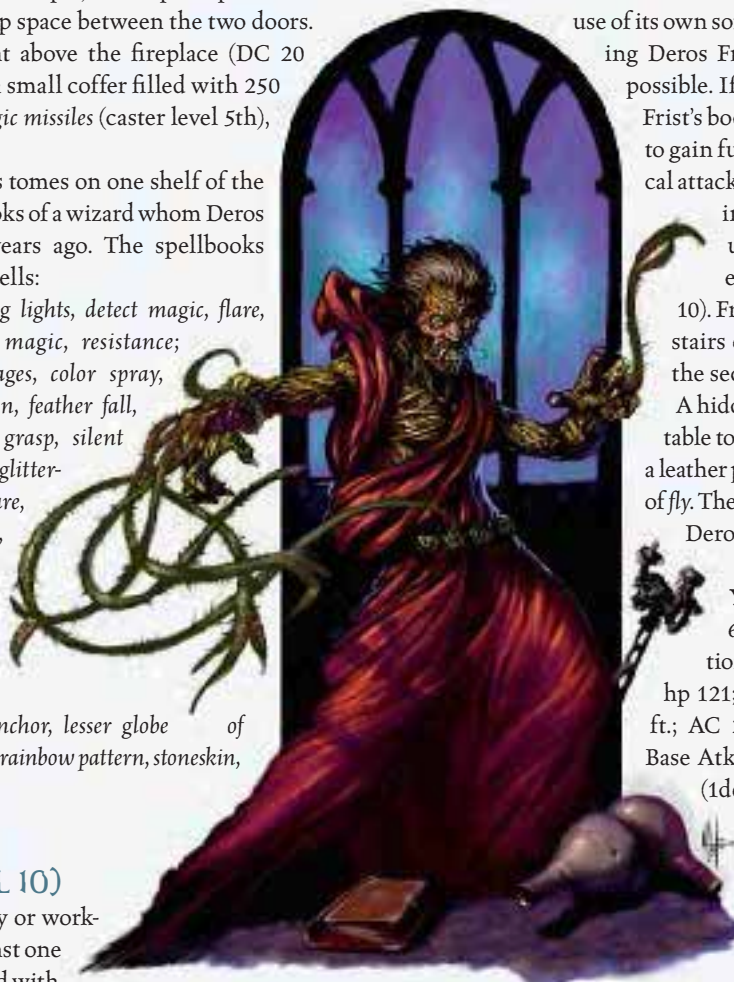 p space between the two doors.
t above the fireplace (DC 20
small coffer filled with 250
gic missiles (caster level 5th),
s tomes on one shelf of the
oks of a wizard whom Deros
years ago. The spellbooks
ells:
g lights, detect magic, flare,
magic, resistance;
ages, color spray,
n, feather fall,
grasp, silent
glitter-
re,
nchor, lesser globe of
rainbow pattern, stoneskin,
L 10)
y or work-
nst one
d with
use of its own so
ing Deros Fr
possible. If
Frist's bo
to gain fu
cal attack
in
u
e
10). Fr
stairs
the sec
A hidd
table to
a leather p
of fly. The
Dero
Y
e
tio
hp 121;
ft.; AC
Base Atk
(1d